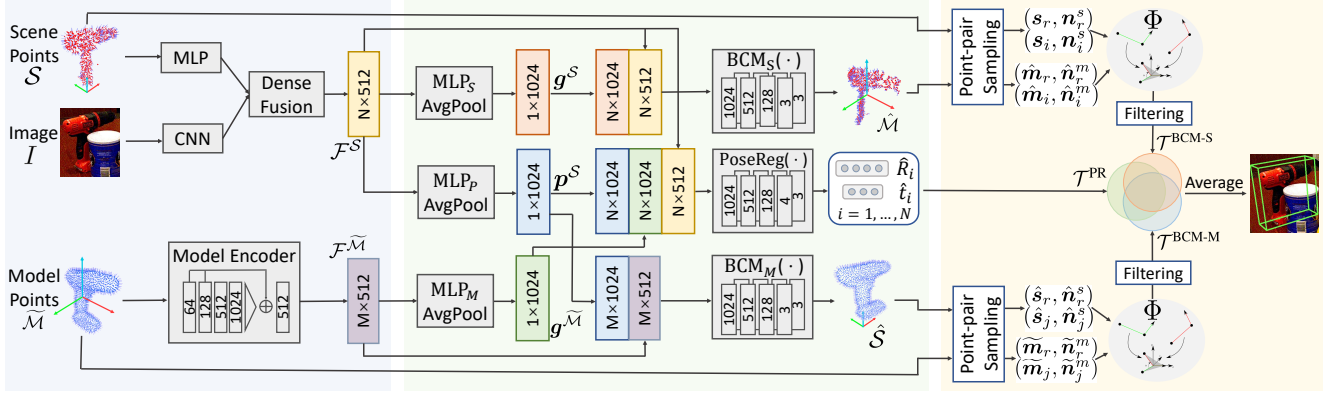 Scene
Points
𝒮
Image
I
MLP
CNN
Dense
Fusion
N×512
ℱ^𝒮
Model
Points
ℳ̃
Model Encoder
64
128
512
1024
⊕
512
ℱ^ℳ̃
M×512
MLP_S
AvgPool
1×1024
g^𝒮
N×1024
N×512
BCM_S(·)
1024
512
128
3
3
ℳ̂
MLP_P
AvgPool
1×1024
p^𝒮
N×1024
N×1024
N×512
PoseReg(·)
1024
512
128
4
3
R̂_i
t̂_i
i = 1, ..., N
MLP_M
AvgPool
1×1024
g^ℳ̃
M×1024
M×512
BCM_M(·)
1024
512
128
3
3
𝒮̂
Point-pair
Sampling
(s_r, n_r^s)
(s_i, n_i^s)
(m̂_r, n̂_r^m)
(m̂_i, n̂_i^m)
Φ
Filtering
𝒯^BCM-S
𝒯^PR
Average
𝒯^BCM-M
Filtering
Point-pair
Sampling
(ŝ_r, n̂_r^s)
(ŝ_j, n̂_j^s)
(m̃_r, ñ_r^m)
(m̃_j, ñ_j^m)
Φ